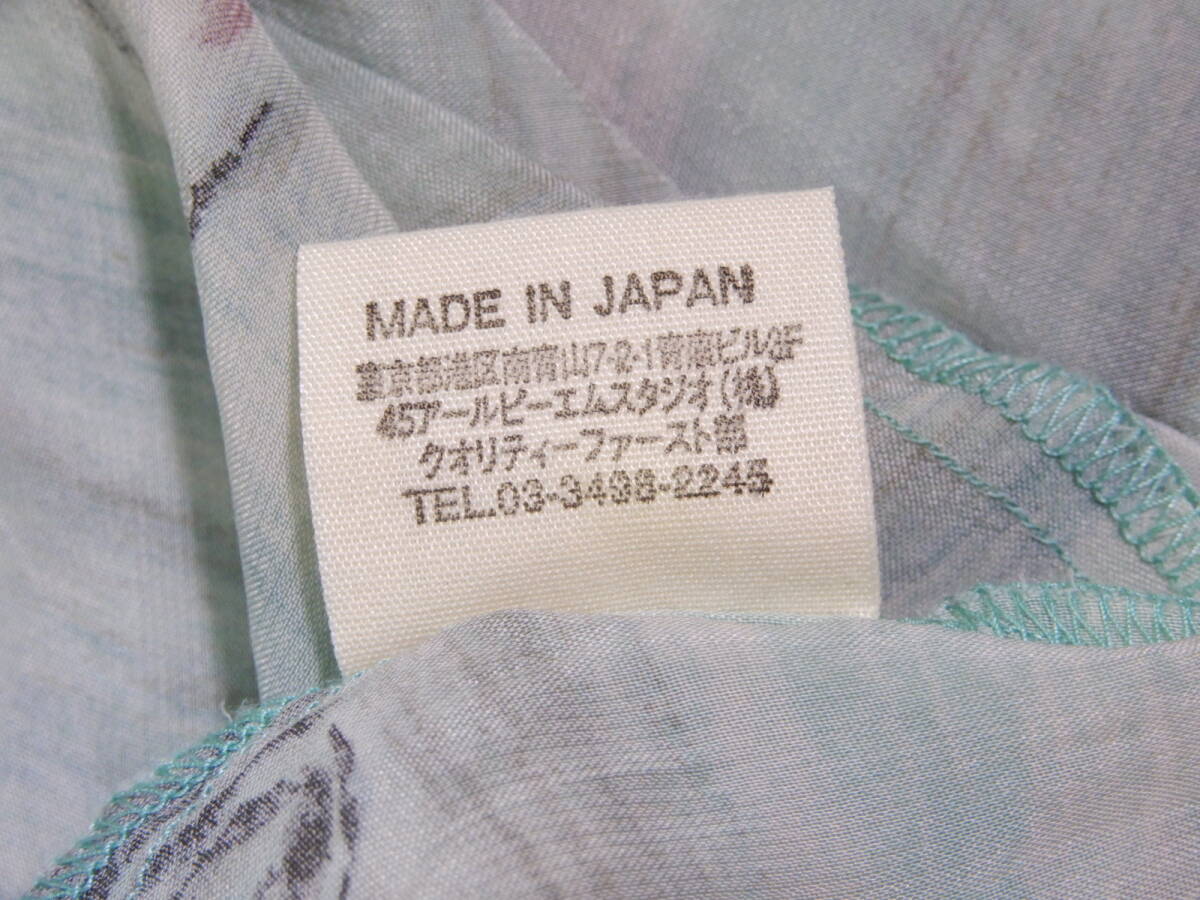 MADE IN JAPAN
東京都港区南青山7-2-1南恵ビル3F
45アールピーエムスタジオ(株)
クオリティーファースト部
TEL.03-3498-2245